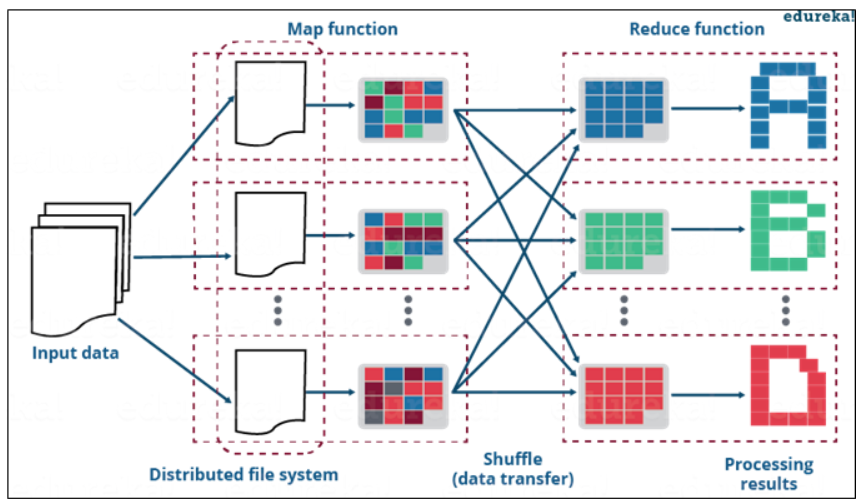 edureka!
Map function
Reduce function
Input data
Distributed file system
Shuffle
(data transfer)
Processing
results